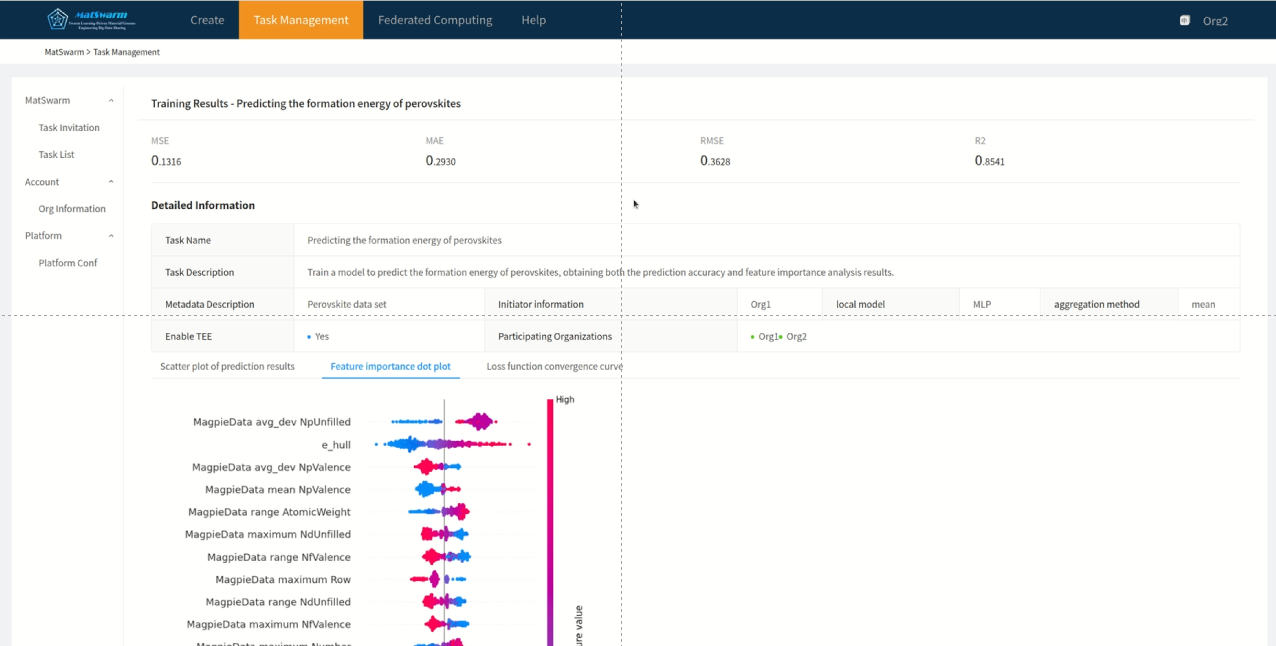 MatSwarm
Create
Task Management
Federated Computing
Help
Org2
MatSwarm > Task Management
MatSwarm
Task Invitation
Task List
Account
Org Information
Platform
Platform Conf
Training Results - Predicting the formation energy of perovskites
MSE MAE RMSE R2
0.1316 0.2930 0.3628 0.8541
Detailed Information
Task Name Predicting the formation energy of perovskites
Task Description Train a model to predict the formation energy of perovskites, obtaining both the prediction accuracy and feature importance analysis results.
Metadata Description Perovskite data set Initiator information Org1 local model MLP aggregation method mean
Enable TEE Yes Participating Organizations Org1 Org2
Scatter plot of prediction results Feature importance dot plot Loss function convergence curve
High
MagpieData avg_dev NpUnfilled
e_hull
MagpieData avg_dev NpValence
MagpieData mean NpValence
MagpieData range AtomicWeight
MagpieData maximum NdUnfilled
MagpieData range NfValence
MagpieData maximum Row
MagpieData range NdUnfilled
MagpieData maximum NfValence
MagpieData maximum Number
ure value